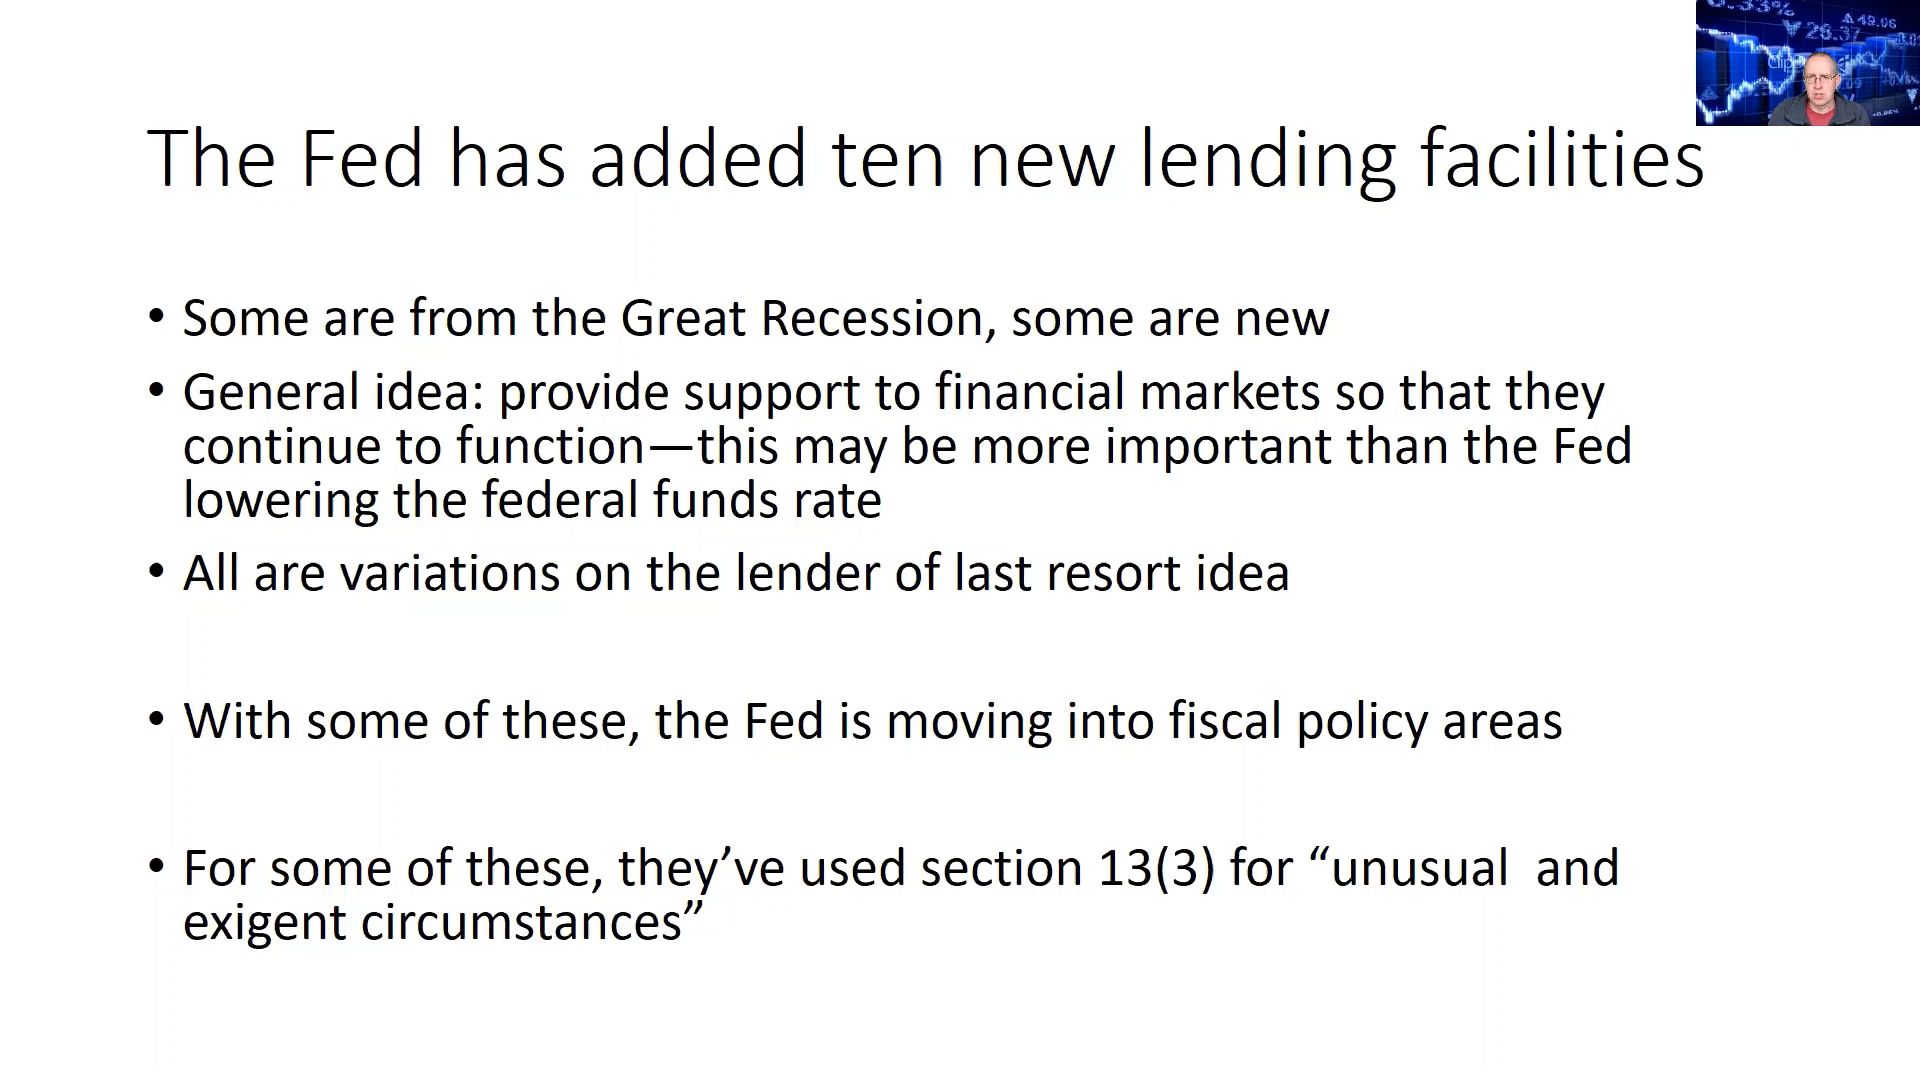 The Fed has added ten new lending facilities
• Some are from the Great Recession, some are new
• General idea: provide support to financial markets so that they
continue to function—this may be more important than the Fed
lowering the federal funds rate
• All are variations on the lender of last resort idea
• With some of these, the Fed is moving into fiscal policy areas
• For some of these, they’ve used section 13(3) for “unusual  and
exigent circumstances”
49.06
26.37